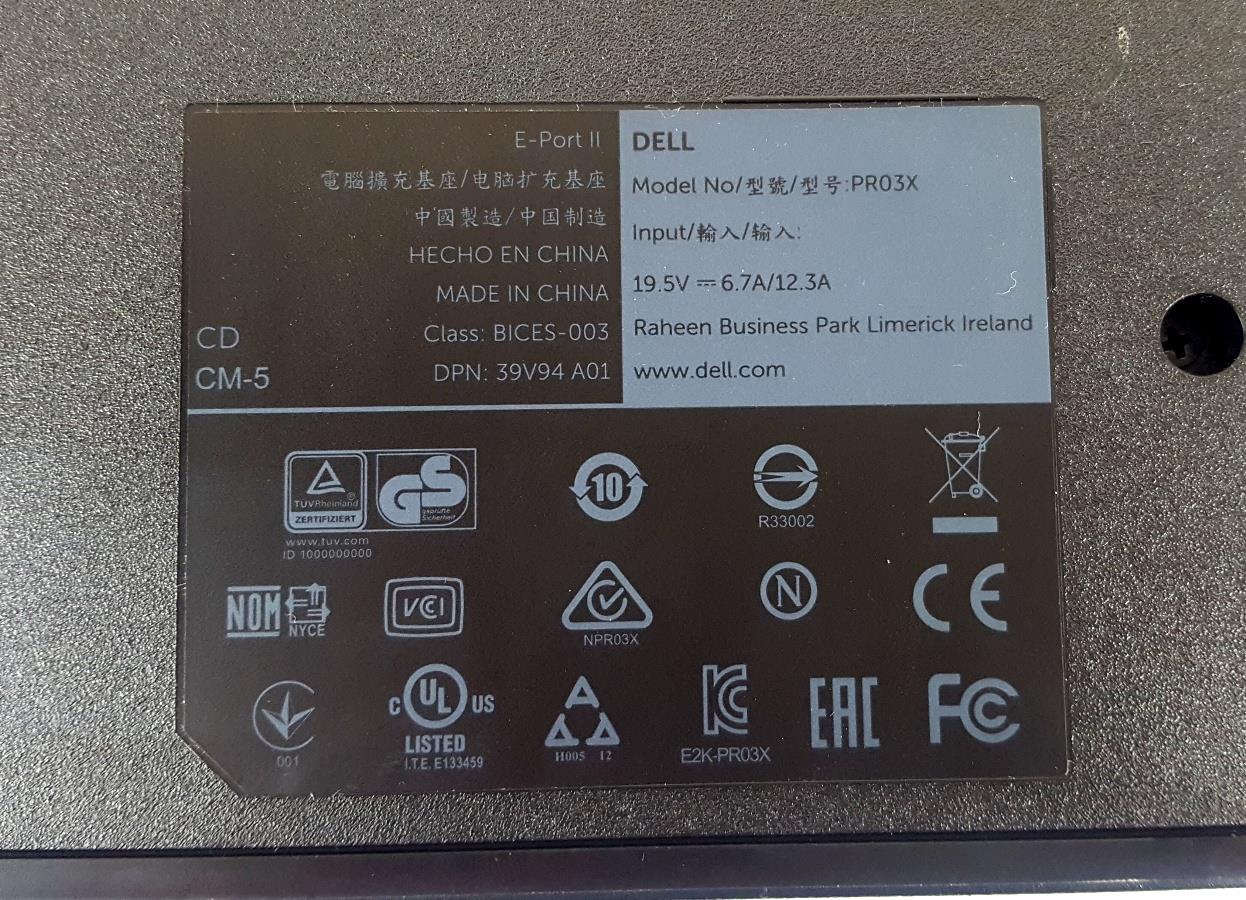 E-Port II
電腦擴充基座/电脑扩充基座
中國製造/中国制造
HECHO EN CHINA
MADE IN CHINA
Class: BICES-003
DPN: 39V94 A01
CD
CM-5
DELL
Model No/型號/型号:PR03X
Input/輸入/输入:
19.5V ⎓ 6.7A/12.3A
Raheen Business Park Limerick Ireland
www.dell.com
TÜVRheinland
ZERTIFIZIERT
GS
geprüfte
Sicherheit
www.tuv.com
ID 1000000000
10
R33002
NOM
NYCE
VCI
NPR03X
N
CE
001
C UL US
LISTED
I.T.E. E133459
A
H005 12
KC
E2K-PR03X
EAC
FC